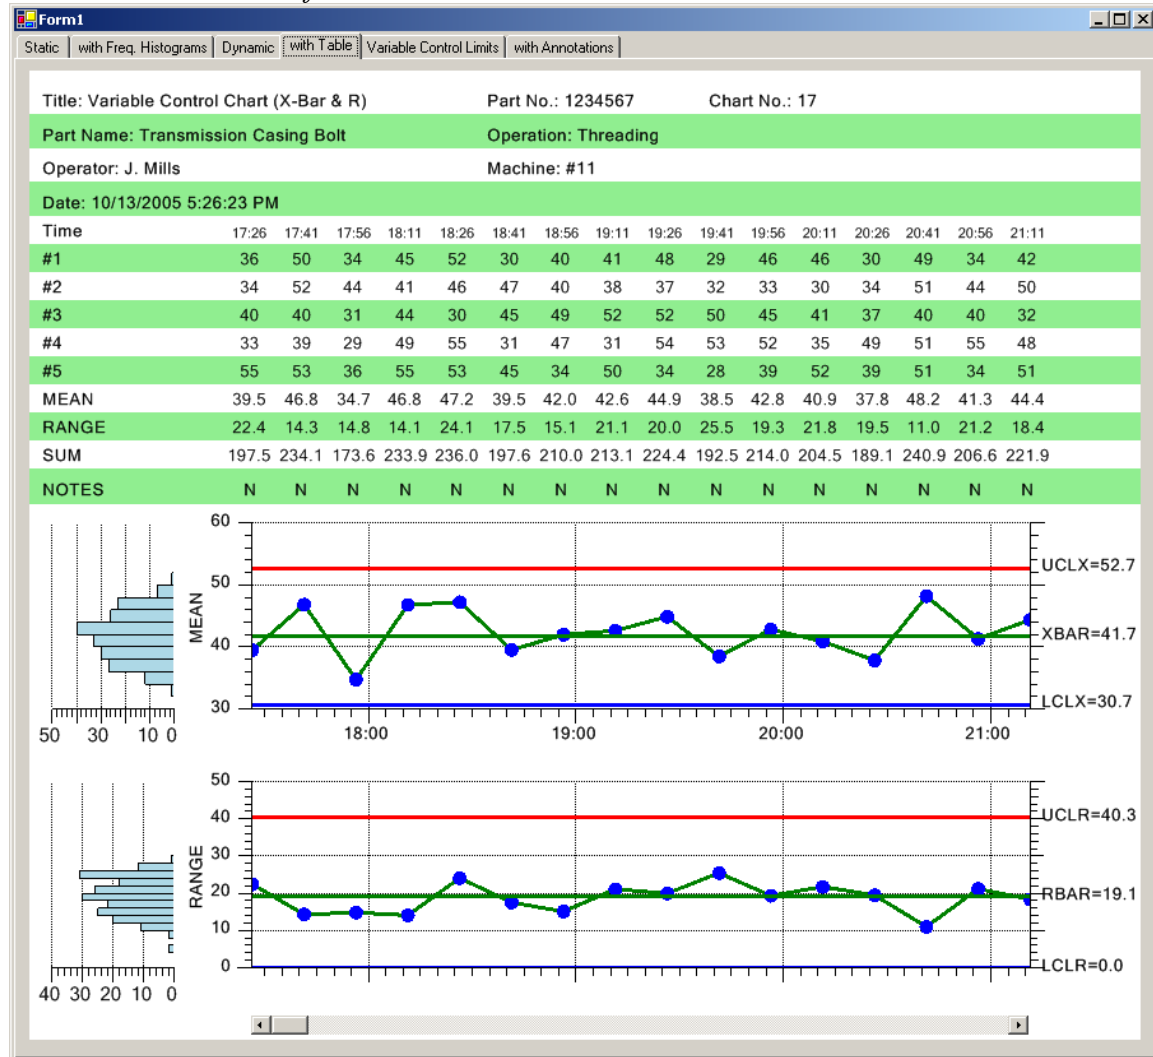 Form1
Static with Freq. Histograms Dynamic with Table Variable Control Limits with Annotations
Title: Variable Control Chart (X-Bar & R) Part No.: 1234567 Chart No.: 17
Part Name: Transmission Casing Bolt Operation: Threading
Operator: J. Mills Machine: #11
Date: 10/13/2005 5:26:23 PM
Time 17:26 17:41 17:56 18:11 18:26 18:41 18:56 19:11 19:26 19:41 19:56 20:11 20:26 20:41 20:56 21:11
#1 36 50 34 45 52 30 40 41 48 29 46 46 30 49 34 42
#2 34 52 44 41 46 47 40 38 37 32 33 30 34 51 44 50
#3 40 40 31 44 30 45 49 52 52 50 45 41 37 40 40 32
#4 33 39 29 49 55 31 47 31 54 53 52 35 49 51 55 48
#5 55 53 36 55 53 45 34 50 34 28 39 52 39 51 34 51
MEAN 39.5 46.8 34.7 46.8 47.2 39.5 42.0 42.6 44.9 38.5 42.8 40.9 37.8 48.2 41.3 44.4
RANGE 22.4 14.3 14.8 14.1 24.1 17.5 15.1 21.1 20.0 25.5 19.3 21.8 19.5 11.0 21.2 18.4
SUM 197.5 234.1 173.6 233.9 236.0 197.6 210.0 213.1 224.4 192.5 214.0 204.5 189.1 240.9 206.6 221.9
NOTES N N N N N N N N N N N N N N N N
60
50
40
30
MEAN
UCLX=52.7
XBAR=41.7
LCLX=30.7
50 30 10 0
18:00 19:00 20:00 21:00
50
40
30
20
10
0
RANGE
UCLR=40.3
RBAR=19.1
LCLR=0.0
40 30 20 10 0